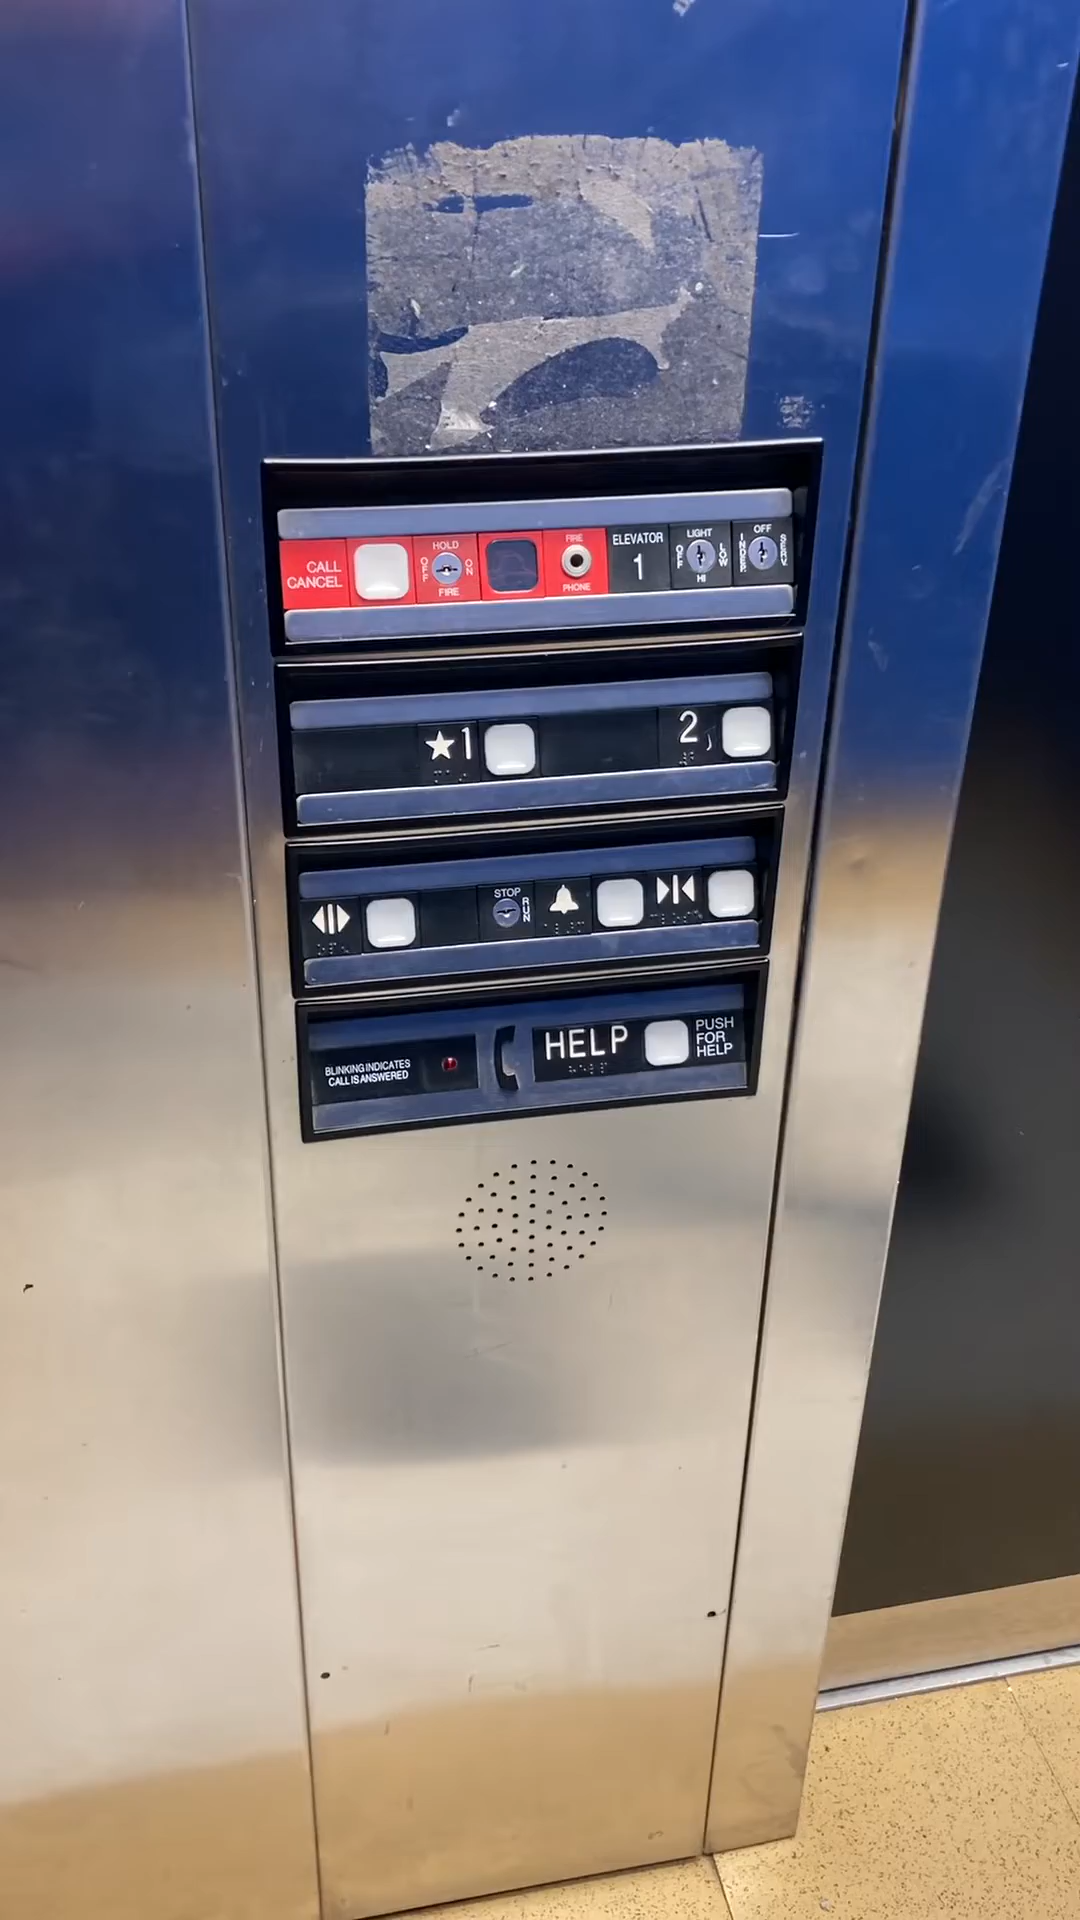 CALL
CANCEL
HOLD
OFF
ON
FIRE
FIRE
PHONE
ELEVATOR
1
LIGHT
OFF
LOW
HI
OFF
★1
2
STOP
RUN
BLINKING INDICATES
CALL IS ANSWERED
HELP
PUSH
FOR
HELP